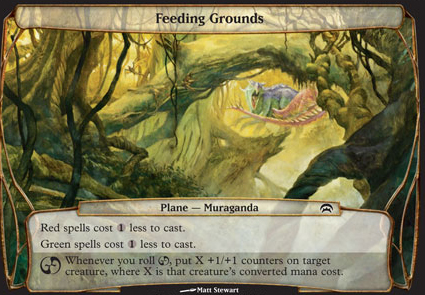 Feeding Grounds
Plane — Muraganda
Red spells cost 1 less to cast.
Green spells cost 1 less to cast.
Whenever you roll , put X +1/+1 counters on target
creature, where X is that creature's converted mana cost.
Matt Stewart